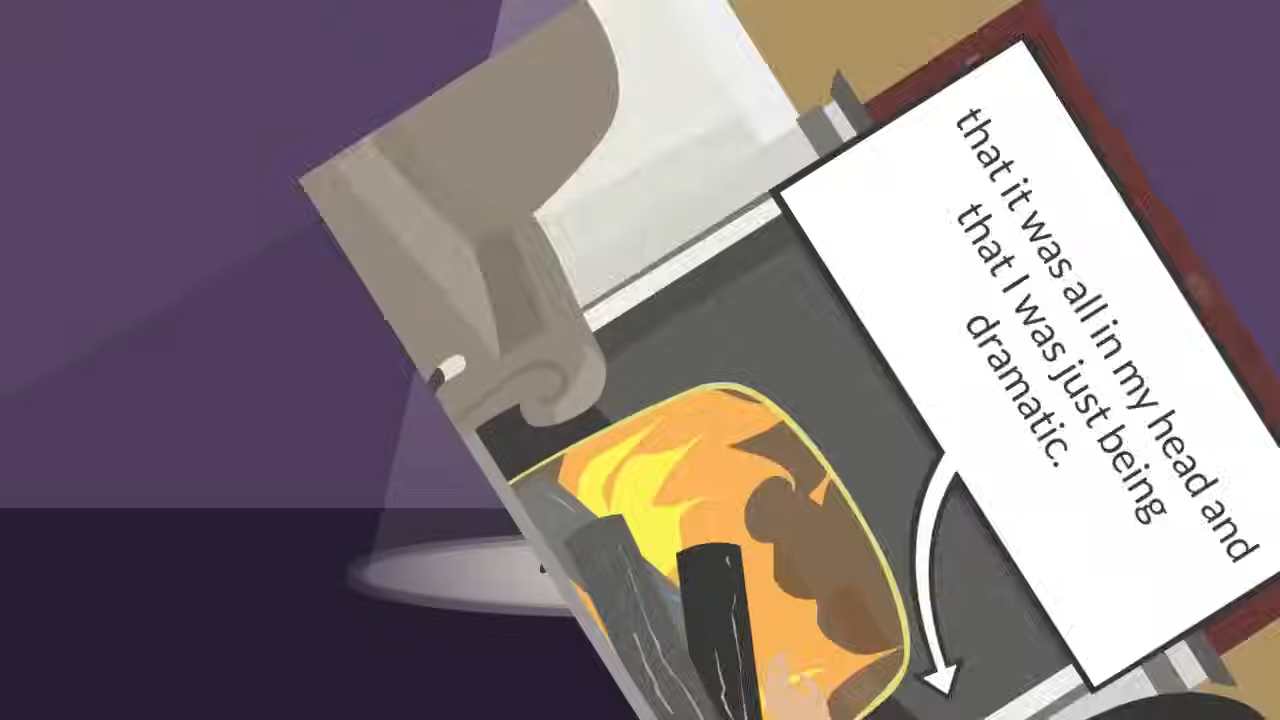 that it was all in my head and
that I was just being
dramatic.